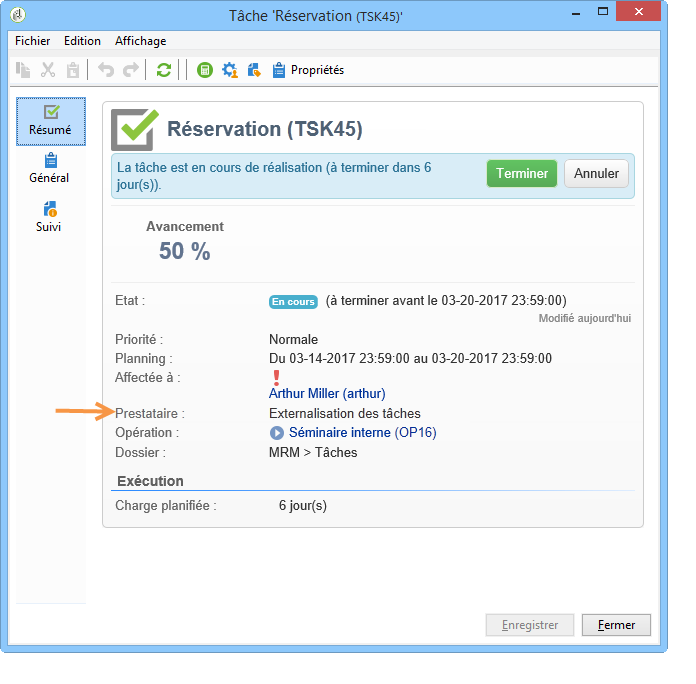 Tâche 'Réservation (TSK45)'
Fichier Edition Affichage
Propriétés
Résumé
Général
Suivi
Réservation (TSK45)
La tâche est en cours de réalisation (à terminer dans 6
jour(s)).
Terminer Annuler
Avancement
50 %
Etat : En cours (à terminer avant le 03-20-2017 23:59:00)
Modifié aujourd'hui
Priorité : Normale
Planning : Du 03-14-2017 23:59:00 au 03-20-2017 23:59:00
Affectée à :
Arthur Miller (arthur)
Prestataire : Externalisation des tâches
Opération : Séminaire interne (OP16)
Dossier : MRM > Tâches
Exécution
Charge planifiée : 6 jour(s)
Enregistrer Fermer